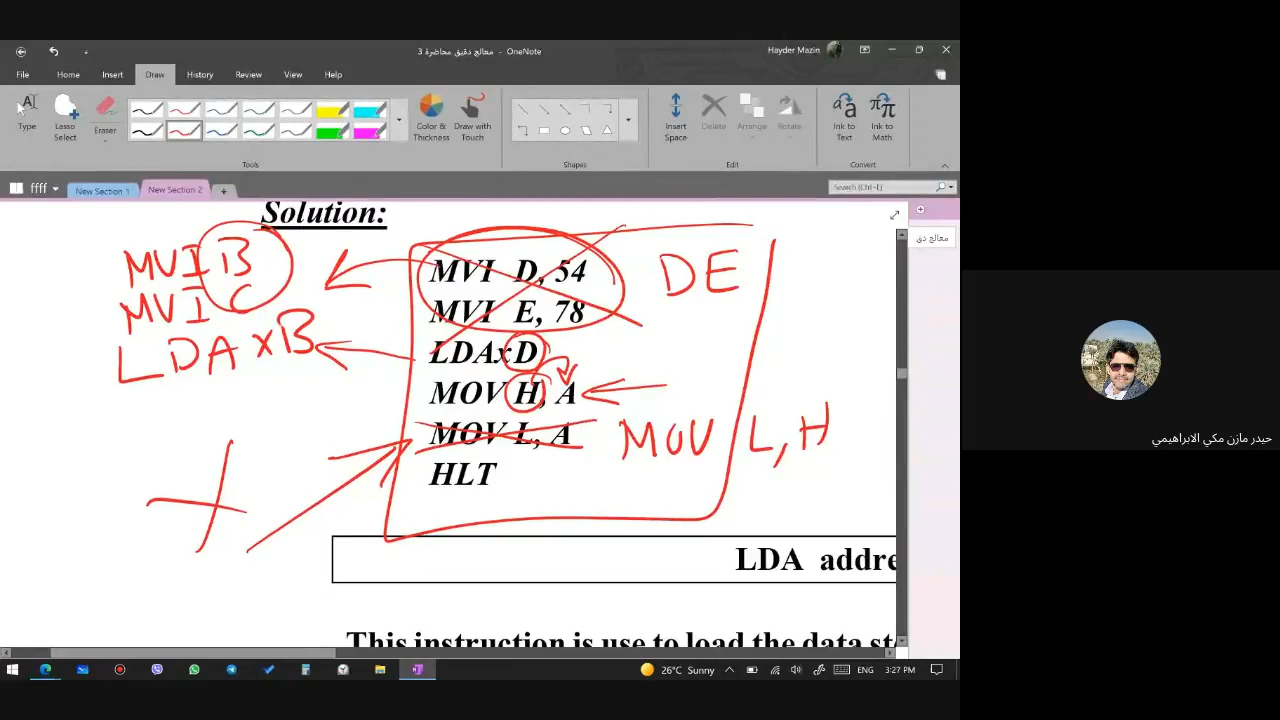 معالج دقيق محاضرة 3 - OneNote
Hayder Mazin
File Home Insert Draw History Review View Help
Type
Lasso Select
Eraser
Color & Thickness
Draw with Touch
Insert Space
Delete
Arrange
Rotate
Ink to Text
Ink to Math
Tools Shapes Edit Convert
ffff New Section 1 New Section 2
Search (Ctrl+E)
معالج دق
Solution:
MVI B
MVI C
LDAXB
MVI D, 54
MVI E, 78
LDAxD
MOV H, A
MOV L, A
HLT
DE
MOV L, H
LDA addre
This instruction is use to load the data st
حيدر مازن مكي الابراهيمي
26°C Sunny ENG 3:27 PM